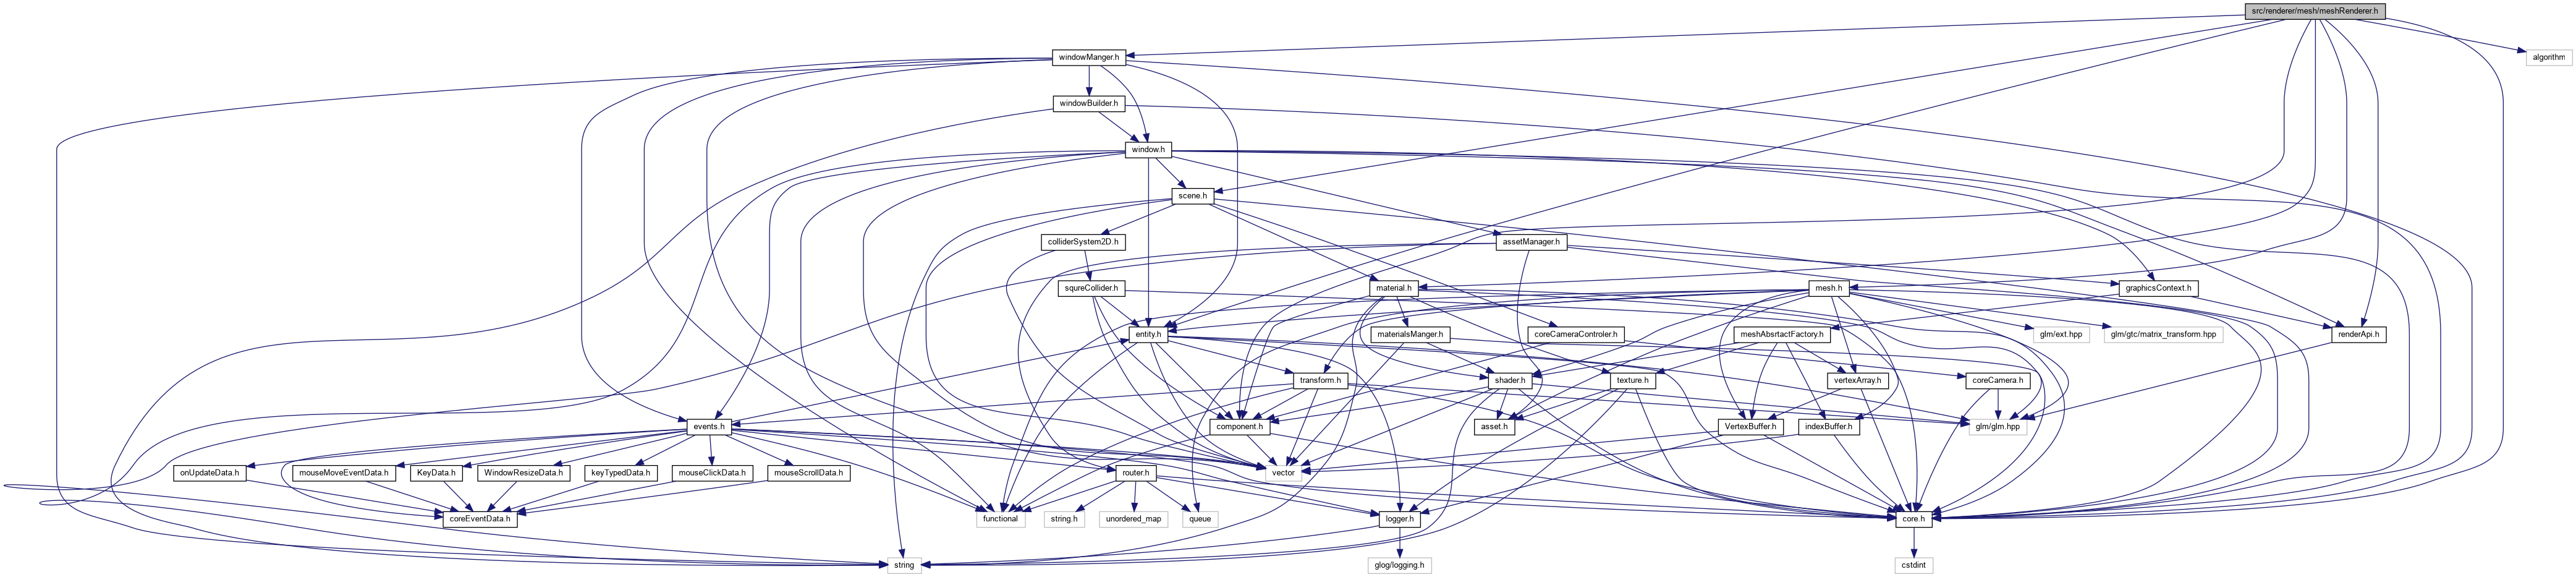 src/renderer/mesh/meshRenderer.h
windowManger.h
algorithm
windowBuilder.h
window.h
scene.h
colliderSystem2D.h
assetManager.h
squreCollider.h
material.h
mesh.h
graphicsContext.h
entity.h
materialsManger.h
coreCameraControler.h
meshAbsrtactFactory.h
glm/ext.hpp
glm/gtc/matrix_transform.hpp
renderApi.h
transform.h
shader.h
texture.h
vertexArray.h
coreCamera.h
events.h
component.h
asset.h
VertexBuffer.h
indexBuffer.h
glm/glm.hpp
onUpdateData.h
mouseMoveEventData.h
KeyData.h
WindowResizeData.h
keyTypedData.h
mouseClickData.h
mouseScrollData.h
router.h
vector
coreEventData.h
functional
string.h
unordered_map
queue
logger.h
core.h
string
glog/logging.h
cstdint